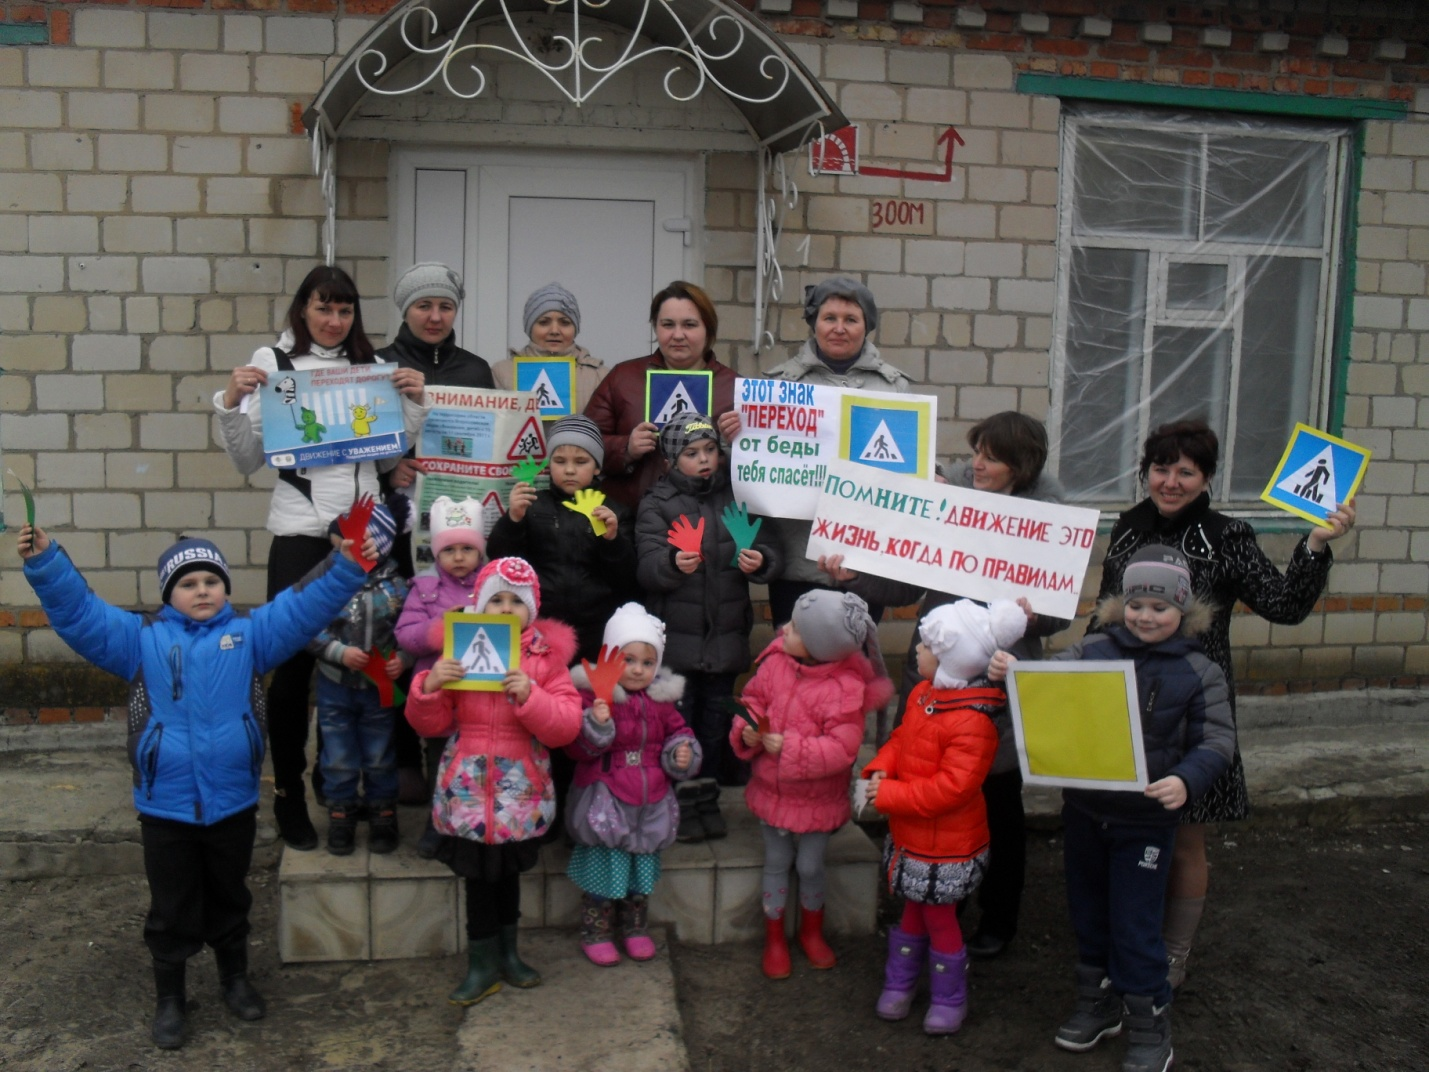 300М
ГДЕ ВАШИ ДЕТИ
ПЕРЕХОДЯТ ДОРОГУ?
ДВИЖЕНИЕ С УВАЖЕНИЕМ
ВНИМАНИЕ, ДЕ
СОХРАНИТЕ СВОЮ
ЭТОТ ЗНАК
"ПЕРЕХОД"
от беды
тебя спасёт!!!
ПОМНИТЕ! ДВИЖЕНИЕ ЭТО
ЖИЗНЬ, КОГДА ПО ПРАВИЛАМ...
RUSSIA